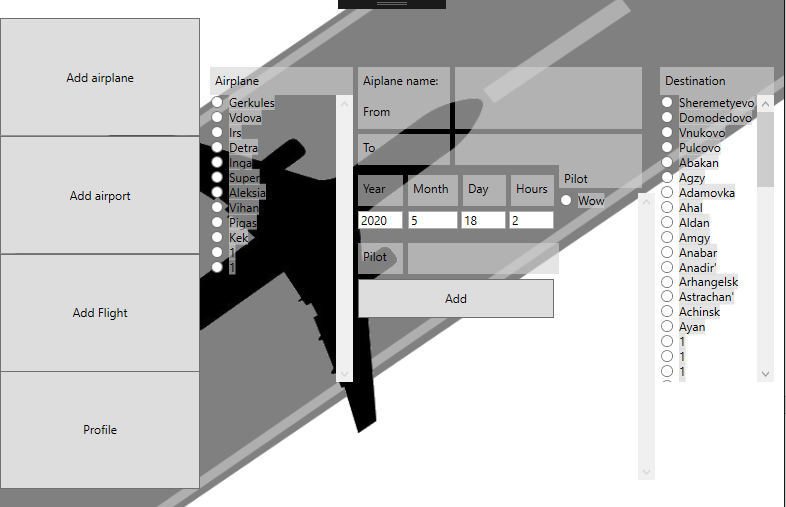 Add airplane
Add airport
Add Flight
Profile
Airplane
Gerkules
Vdova
Irs
Detra
Inga
Super
Aleksia
Vihan
Pigas
Kek
1
1
Aiplane name:
From
To
Year Month Day Hours
2020 5 18 2
Pilot
Add
Pilot
Wow
Destination
Sheremetyevo
Domodedovo
Vnukovo
Pulcovo
Abakan
Agzy
Adamovka
Ahal
Aldan
Amgy
Anabar
Anadir'
Arhangelsk
Astrachan'
Achinsk
Ayan
1
1
1